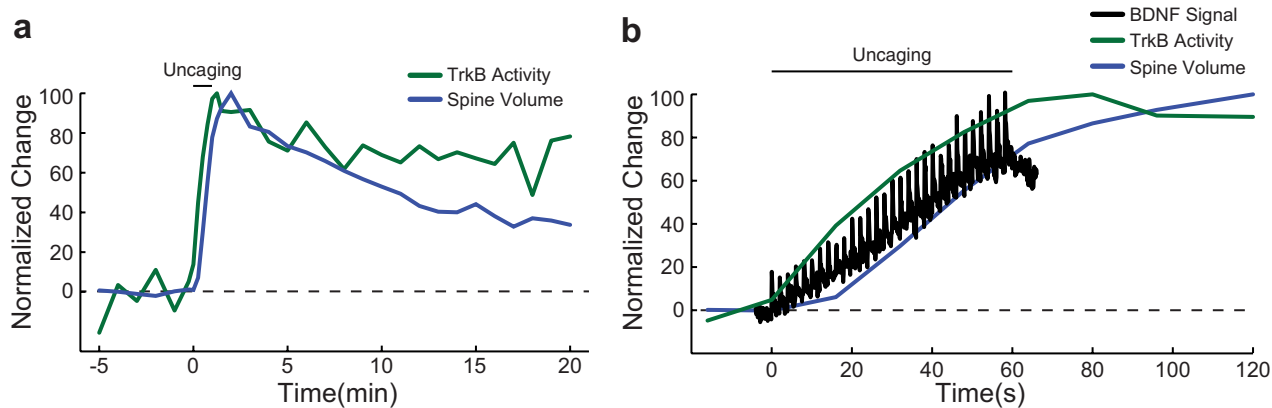 a
Uncaging
TrkB Activity
Spine Volume
100
80
60
40
20
0
Normalized Change
-5
0
5
10
15
20
Time(min)
b
BDNF Signal
TrkB Activity
Spine Volume
Uncaging
100
80
60
40
20
0
Normalized Change
0
20
40
60
80
100
120
Time(s)